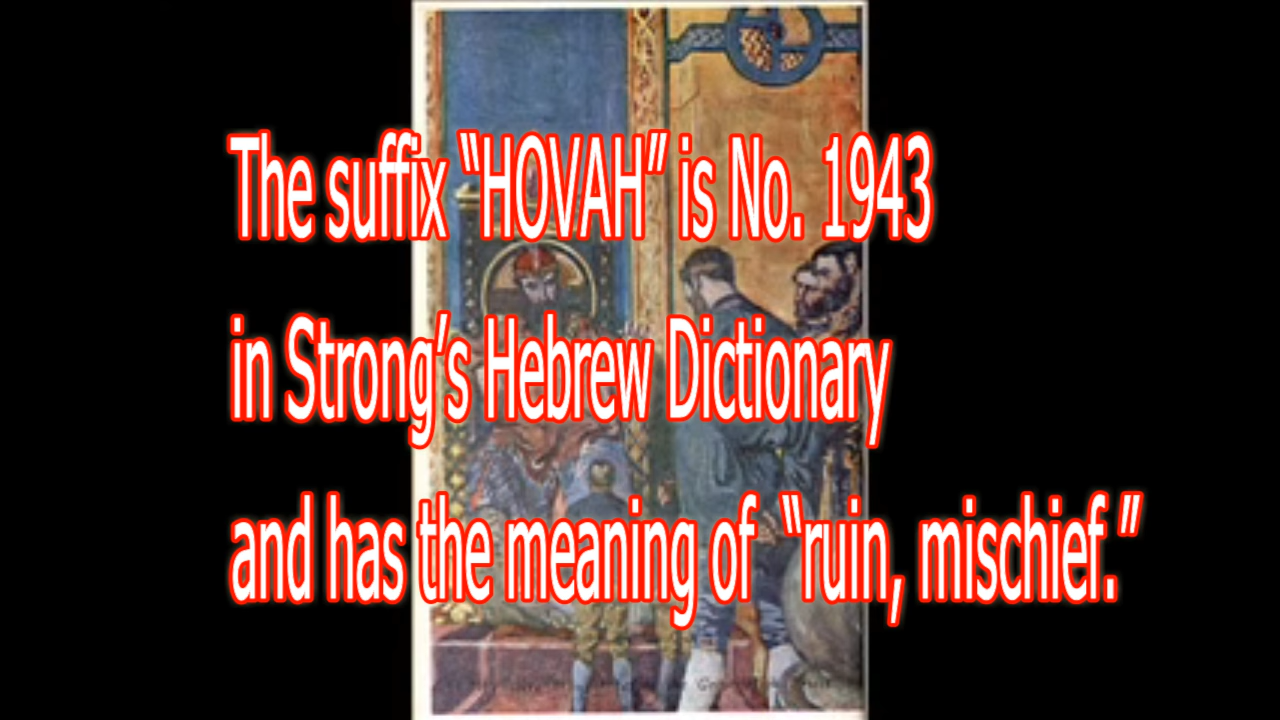 The suffix “HOVAH” is No. 1943
in Strong’s Hebrew Dictionary
and has the meaning of “ruin, mischief.”